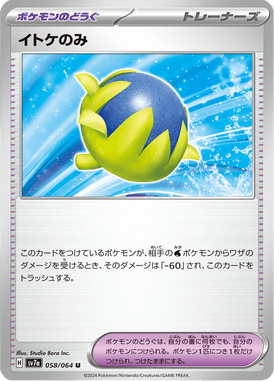 ポケモンのどうぐ
トレーナーズ
イトケのみ
このカードをつけているポケモンが、相手の水ポケモンからワザの
ダメージを受けるとき、そのダメージは「-60」され、このカードを
トラッシュする。
Illus. Studio Bora Inc.
H sv7a 058/064 U
©2024 Pokémon/Nintendo/Creatures/GAME FREAK.
ポケモンのどうぐは、自分の番に何枚でも、自分の
ポケモンにつけられる。ポケモン1匹につき1枚
だけつけられ、つけたままにする。